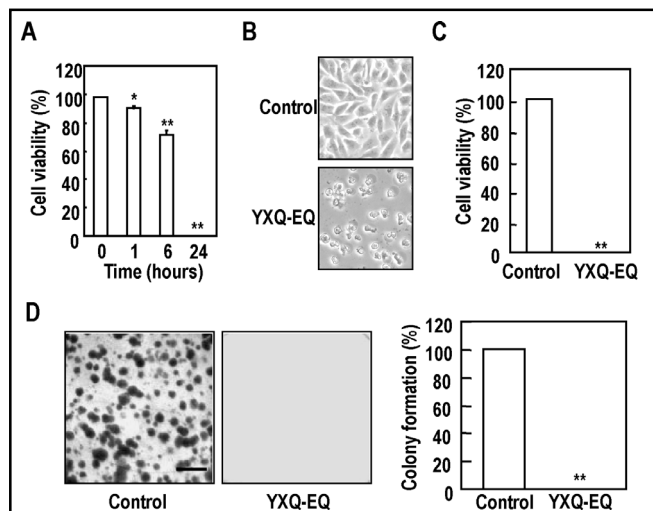 A
Cell viability (%)
120
100
80
60
40
20
0
*
**
**
0 1 6 24
Time (hours)
B
Control
YXQ-EQ
C
Cell viability (%)
120
100
80
60
40
20
0
**
Control YXQ-EQ
D
Control YXQ-EQ
Colony formation (%)
120
100
80
60
40
20
0
**
Control YXQ-EQ